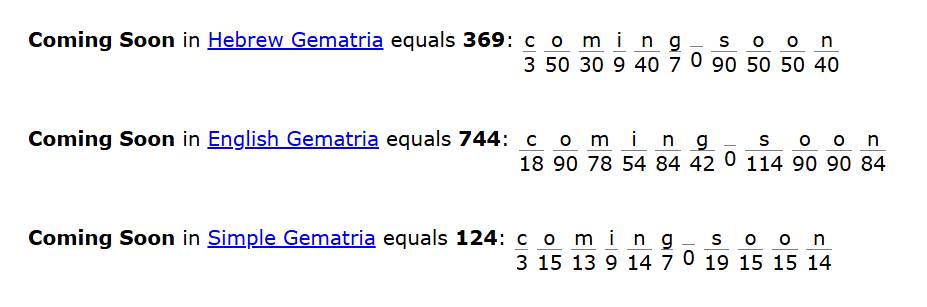 Coming Soon in Hebrew Gematria equals 369: c o m i n g _ s o o n
3 50 30 9 40 7 0 90 50 50 40
Coming Soon in English Gematria equals 744: c o m i n g _ s o o n
18 90 78 54 84 42 0 114 90 90 84
Coming Soon in Simple Gematria equals 124: c o m i n g _ s o o n
3 15 13 9 14 7 0 19 15 15 14